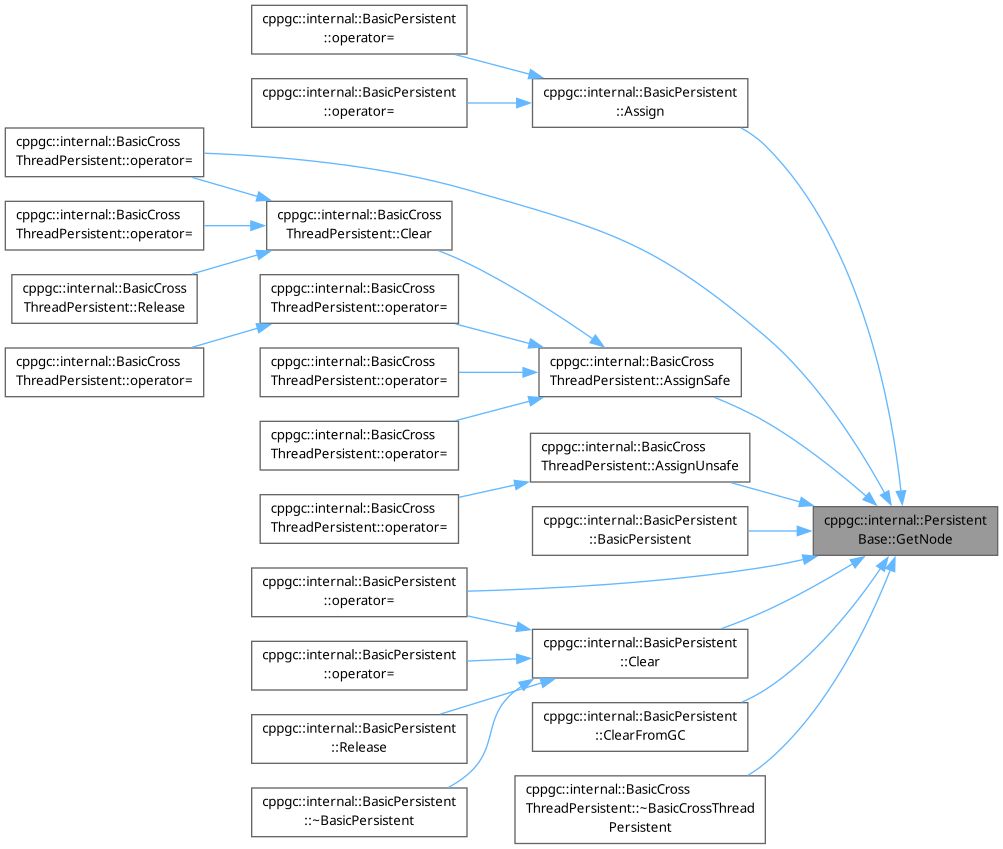 cppgc::internal::BasicPersistent
::operator=
cppgc::internal::BasicPersistent
::operator=
cppgc::internal::BasicPersistent
::Assign
cppgc::internal::BasicCross
ThreadPersistent::operator=
cppgc::internal::BasicCross
ThreadPersistent::operator=
cppgc::internal::BasicCross
ThreadPersistent::Clear
cppgc::internal::BasicCross
ThreadPersistent::Release
cppgc::internal::BasicCross
ThreadPersistent::operator=
cppgc::internal::BasicCross
ThreadPersistent::operator=
cppgc::internal::BasicCross
ThreadPersistent::operator=
cppgc::internal::BasicCross
ThreadPersistent::AssignSafe
cppgc::internal::BasicCross
ThreadPersistent::operator=
cppgc::internal::BasicCross
ThreadPersistent::AssignUnsafe
cppgc::internal::BasicCross
ThreadPersistent::operator=
cppgc::internal::BasicPersistent
::BasicPersistent
cppgc::internal::Persistent
Base::GetNode
cppgc::internal::BasicPersistent
::operator=
cppgc::internal::BasicPersistent
::Clear
cppgc::internal::BasicPersistent
::operator=
cppgc::internal::BasicPersistent
::Release
cppgc::internal::BasicPersistent
::ClearFromGC
cppgc::internal::BasicPersistent
::~BasicPersistent
cppgc::internal::BasicCross
ThreadPersistent::~BasicCrossThread
Persistent